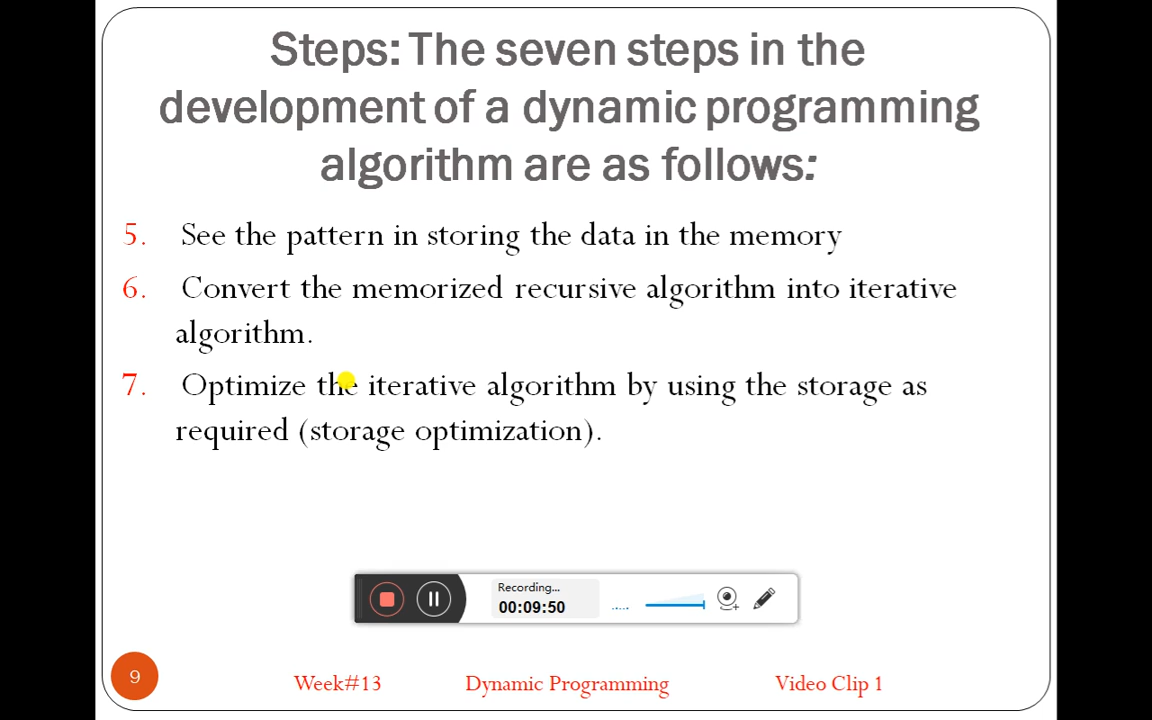 Steps: The seven steps in the
development of a dynamic programming
algorithm are as follows:
5. See the pattern in storing the data in the memory
6. Convert the memorized recursive algorithm into iterative
algorithm.
7. Optimize the iterative algorithm by using the storage as
required (storage optimization).
Recording...
00:09:50
9 Week#13 Dynamic Programming Video Clip 1